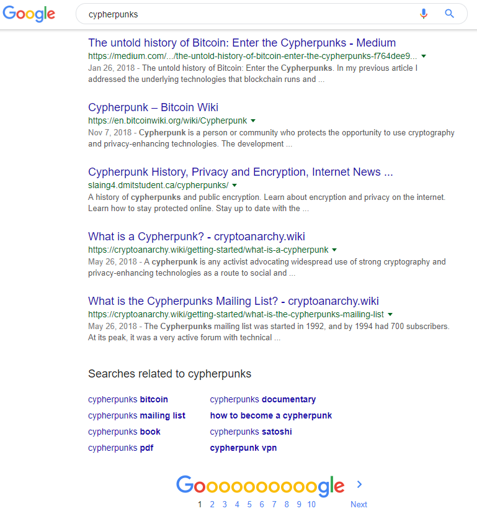 Google
cypherpunks
The untold history of Bitcoin: Enter the Cypherpunks - Medium
https://medium.com/.../the-untold-history-of-bitcoin-enter-the-cypherpunks-f764dee9...
Jan 26, 2018 - The untold history of Bitcoin: Enter the Cypherpunks. In my previous article I
addressed the underlying technologies that blockchain runs and ...
Cypherpunk – Bitcoin Wiki
https://en.bitcoinwiki.org/wiki/Cypherpunk
Nov 7, 2018 - Cypherpunk is a person or community who protects the opportunity to use cryptography
and privacy-enhancing technologies. The development ...
Cypherpunk History, Privacy and Encryption, Internet News ...
slaing4.dmitstudent.ca/cypherpunks/
A history of cypherpunks and public encryption. Learn about encryption and privacy on the internet.
Learn how to stay protected online. Stay up to date with the ...
What is a Cypherpunk? - cryptoanarchy.wiki
https://cryptoanarchy.wiki/getting-started/what-is-a-cypherpunk
May 26, 2018 - A cypherpunk is any activist advocating widespread use of strong cryptography and
privacy-enhancing technologies as a route to social and ...
What is the Cypherpunks Mailing List? - cryptoanarchy.wiki
https://cryptoanarchy.wiki/getting-started/what-is-the-cypherpunks-mailing-list
May 26, 2018 - The Cypherpunks mailing list was started in 1992, and by 1994 had 700 subscribers.
At its peak, it was a very active forum with technical ...
Searches related to cypherpunks
cypherpunks bitcoin
cypherpunks documentary
cypherpunks mailing list
how to become a cypherpunk
cypherpunks book
cypherpunks satoshi
cypherpunks pdf
cypherpunk vpn
Goooooooooogle
1 2 3 4 5 6 7 8 9 10 Next